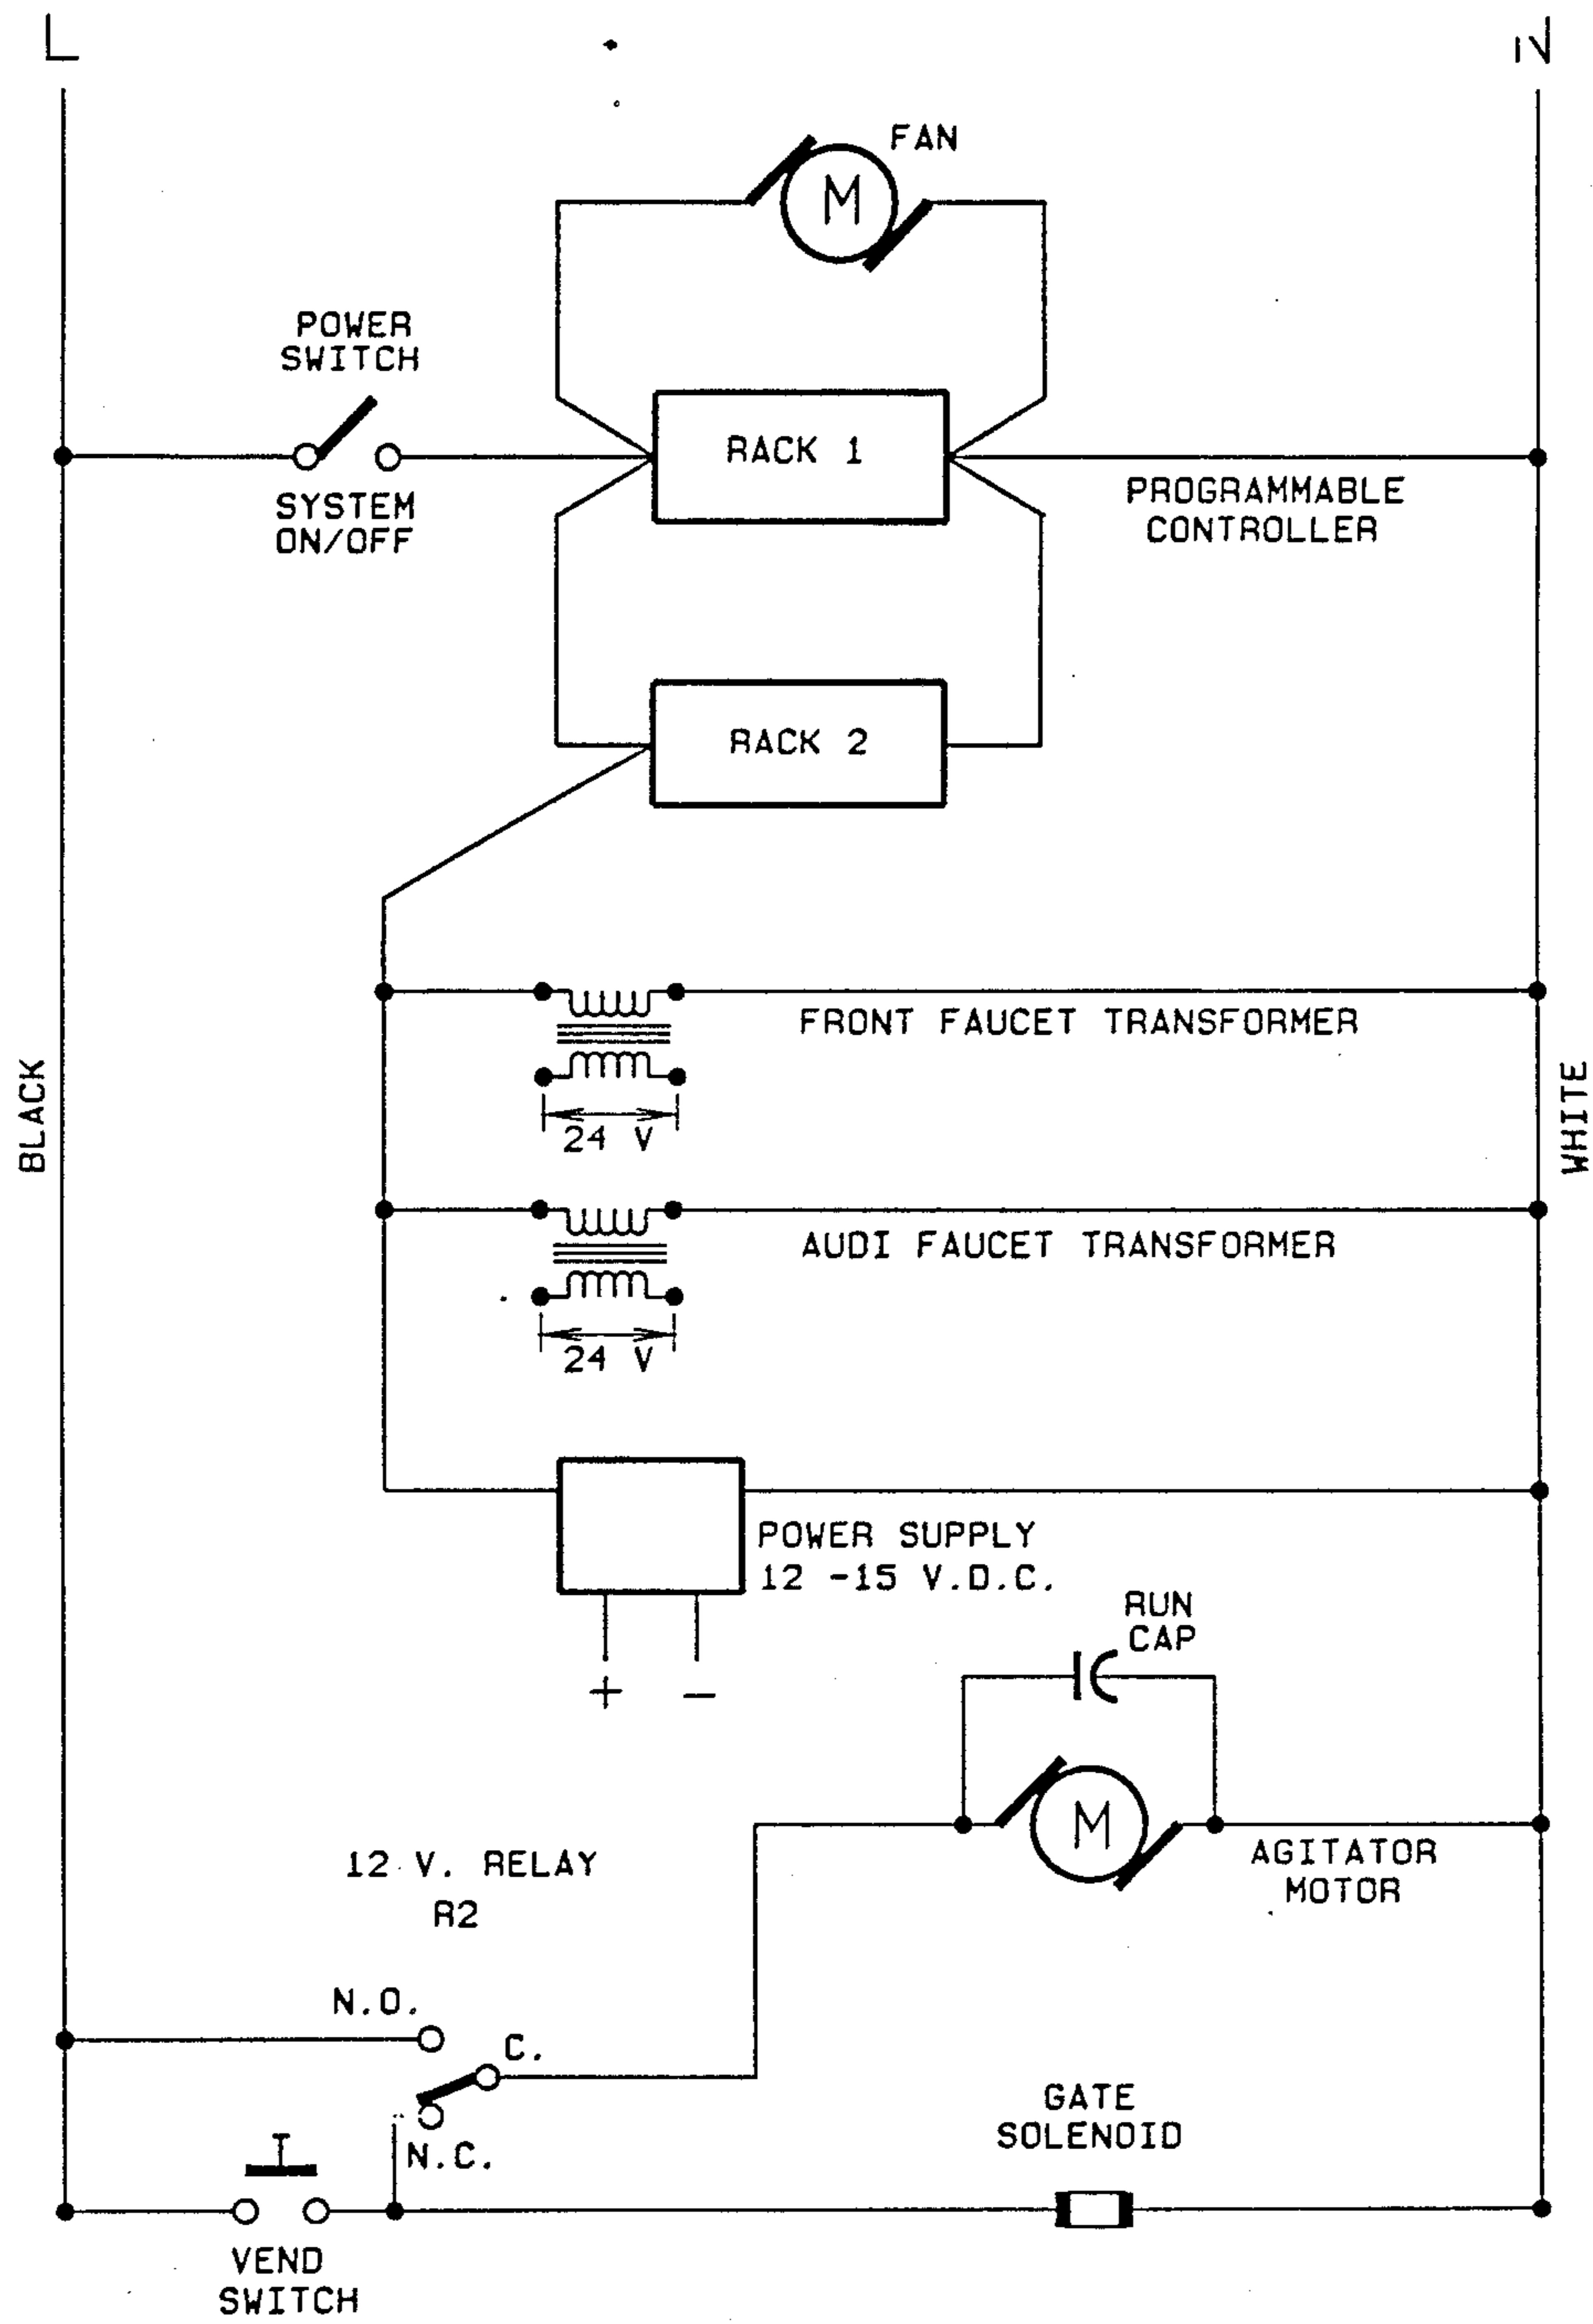 L
N
FAN
M
POWER
SWITCH
RACK 1
SYSTEM
ON/OFF
PROGRAMMABLE
CONTROLLER
RACK 2
FRONT FAUCET TRANSFORMER
24 V
BLACK
WHITE
AUDI FAUCET TRANSFORMER
24 V
POWER SUPPLY
12 -15 V.D.C.
+ -
RUN
CAP
M
AGITATOR
MOTOR
12 V. RELAY
R2
N.O.
C.
N.C.
GATE
SOLENOID
VEND
SWITCH